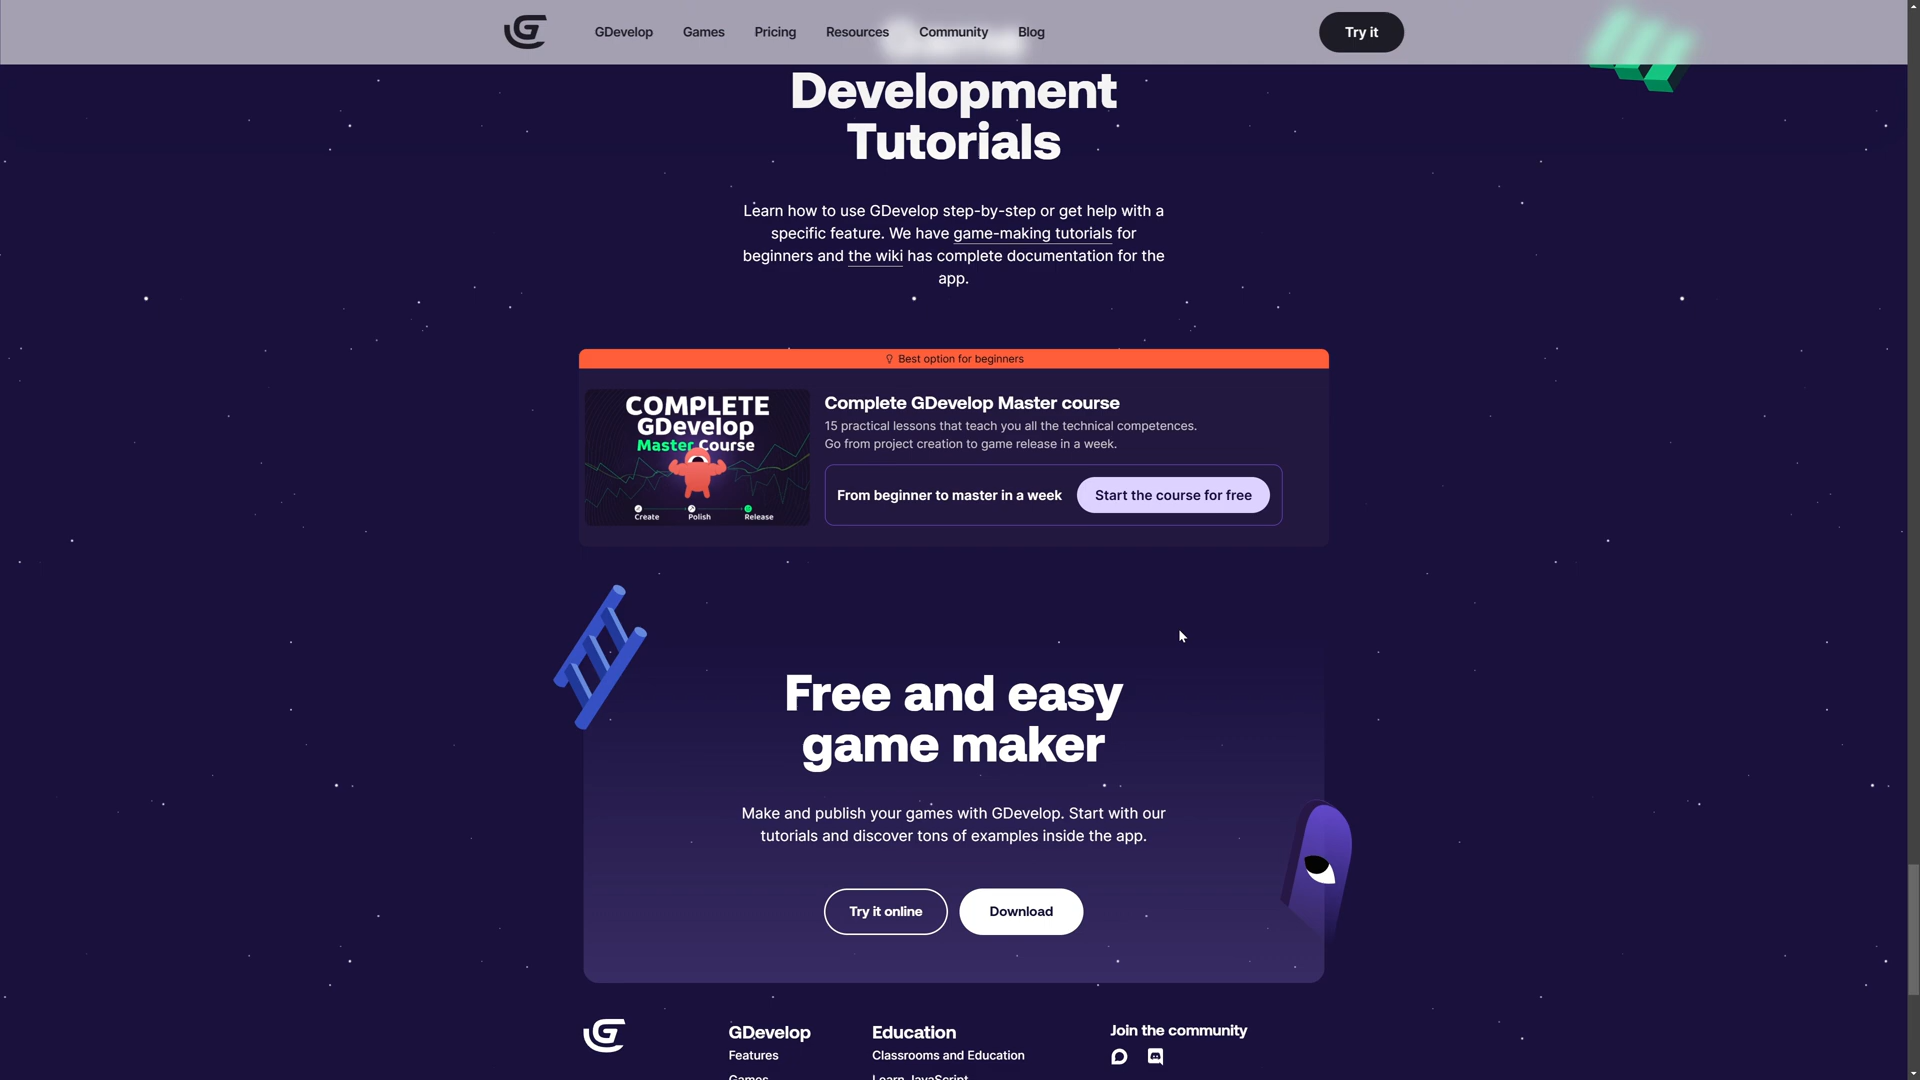 GDevelop Games Pricing Resources Community Blog Try it
Game
Development
Tutorials
Learn how to use GDevelop step-by-step or get help with a
specific feature. We have game-making tutorials for
beginners and the wiki has complete documentation for the
app.
Best option for beginners
COMPLETE
GDevelop
Master Course
Create Polish Release
Complete GDevelop Master course
15 practical lessons that teach you all the technical competences.
Go from project creation to game release in a week.
From beginner to master in a week Start the course for free
Free and easy
game maker
Make and publish your games with GDevelop. Start with our
tutorials and discover tons of examples inside the app.
Try it online Download
GDevelop Education Join the community
Features Classrooms and Education
Games Learn JavaScript